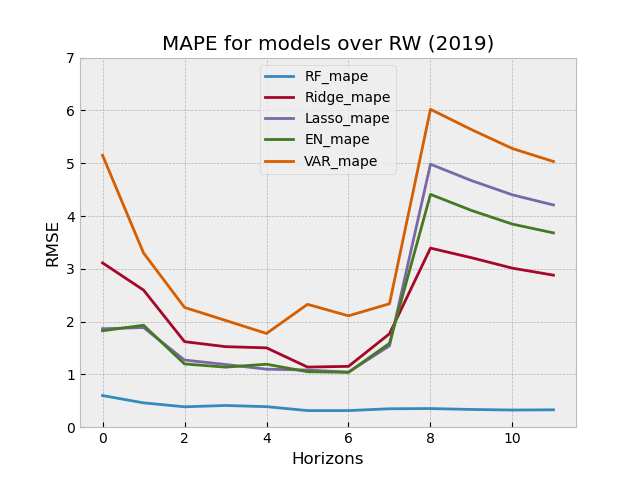 MAPE for models over RW (2019)
7
6
5
4
3
2
1
0
RMSE
RF_mape
Ridge_mape
Lasso_mape
EN_mape
VAR_mape
0 2 4 6 8 10
Horizons